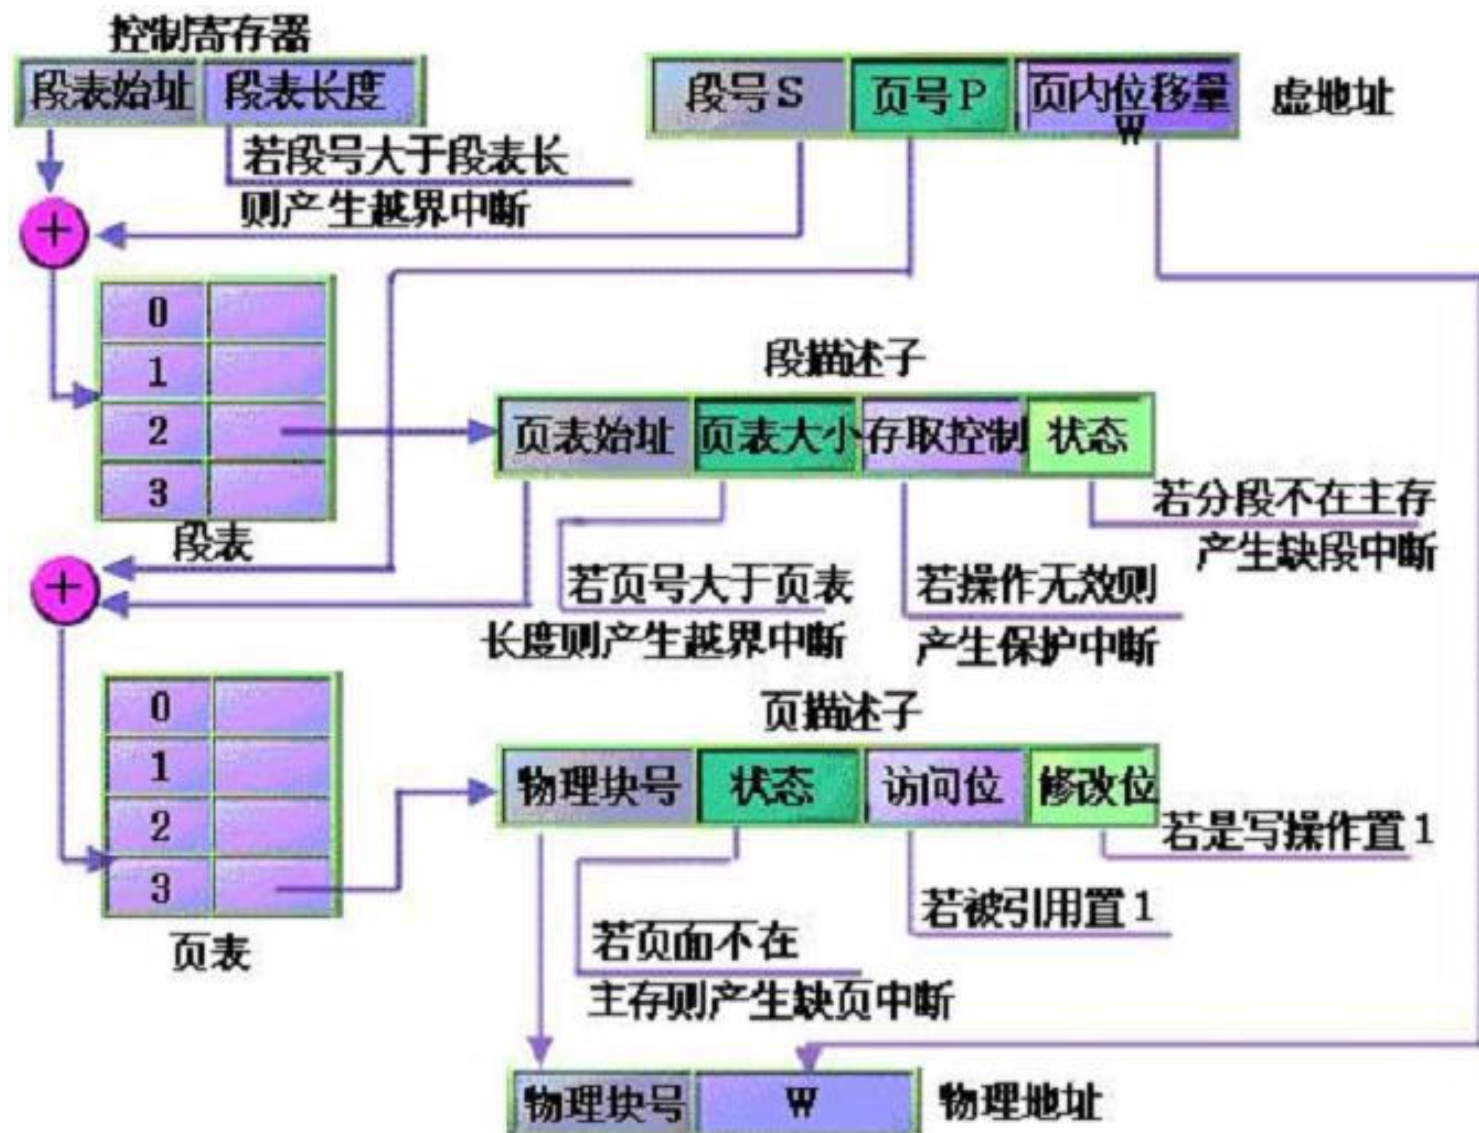 控制寄存器
段表始址 段表长度
段号 S 页号 P 页内位移量 W 虚地址
若段号大于段表长
则产生越界中断
+
0
1
2
3
段表
段描述子
页表始址 页表大小 存取控制 状态
若分段不在主存
产生缺段中断
+
若页号大于页表
长度则产生越界中断
若操作无效则
产生保护中断
0
1
2
3
页表
页描述子
物理块号 状态 访问位 修改位
若是写操作置 1
若被引用置 1
若页面不在
主存则产生缺页中断
物理块号 W 物理地址